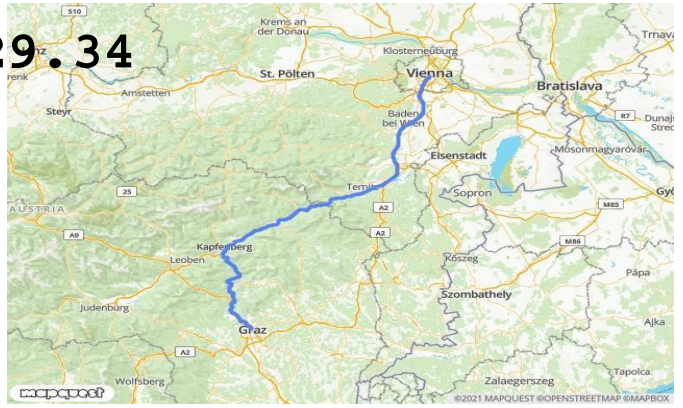 S10
Krems an
der Donau
Klosterneuburg
Trnava
29.34
Vienna
St. Pölten
Amstetten
Bratislava
Steyr
Baden
bei Wien
R7
Mosonmagyaróvár
Eisenstadt
25
Ternitz
Sopron
AUSTRIA
A2
M85
A9
A2
M86
Kapfenberg
Leoben
Kőszeg
Pápa
Szombathely
Judenburg
Ajka
Graz
A2
Wolfsberg
Zalaegerszeg
Tapolca
mapquest
©2021 MAPQUEST ©OPENSTREETMAP ©MAPBOX